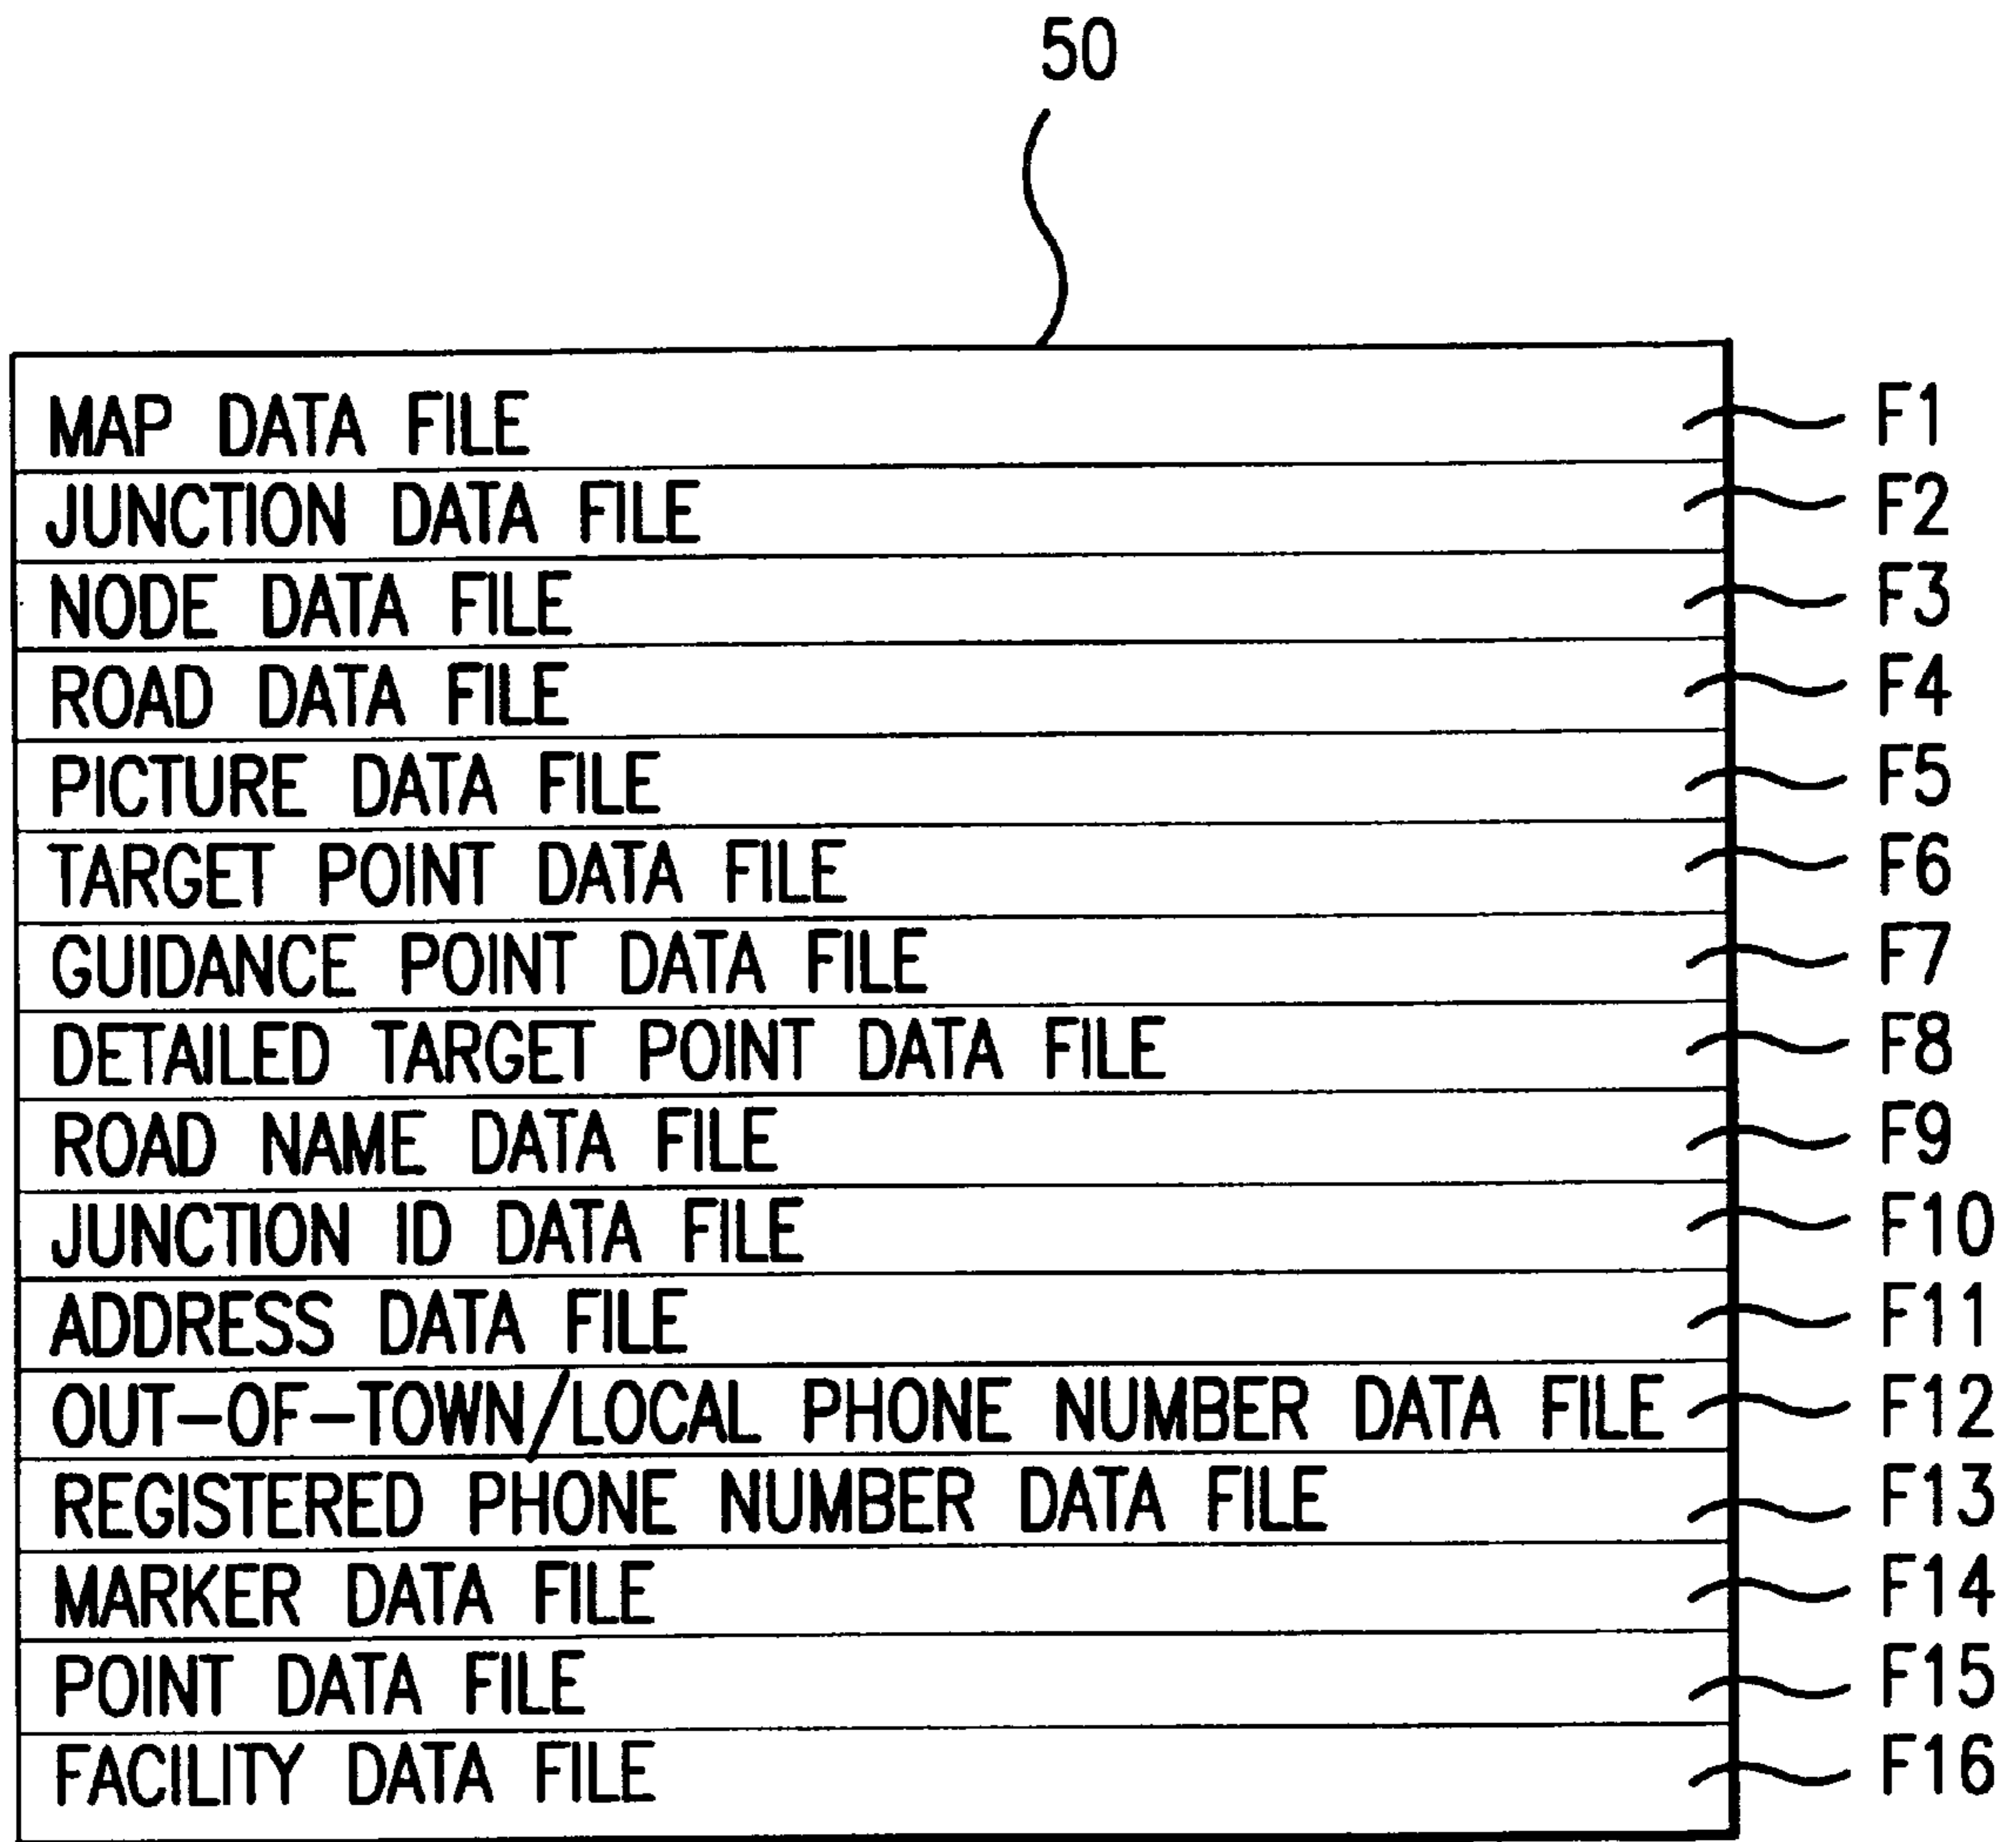 50
MAP DATA FILE F1
JUNCTION DATA FILE F2
NODE DATA FILE F3
ROAD DATA FILE F4
PICTURE DATA FILE F5
TARGET POINT DATA FILE F6
GUIDANCE POINT DATA FILE F7
DETAILED TARGET POINT DATA FILE F8
ROAD NAME DATA FILE F9
JUNCTION ID DATA FILE F10
ADDRESS DATA FILE F11
OUT-OF-TOWN/LOCAL PHONE NUMBER DATA FILE F12
REGISTERED PHONE NUMBER DATA FILE F13
MARKER DATA FILE F14
POINT DATA FILE F15
FACILITY DATA FILE F16